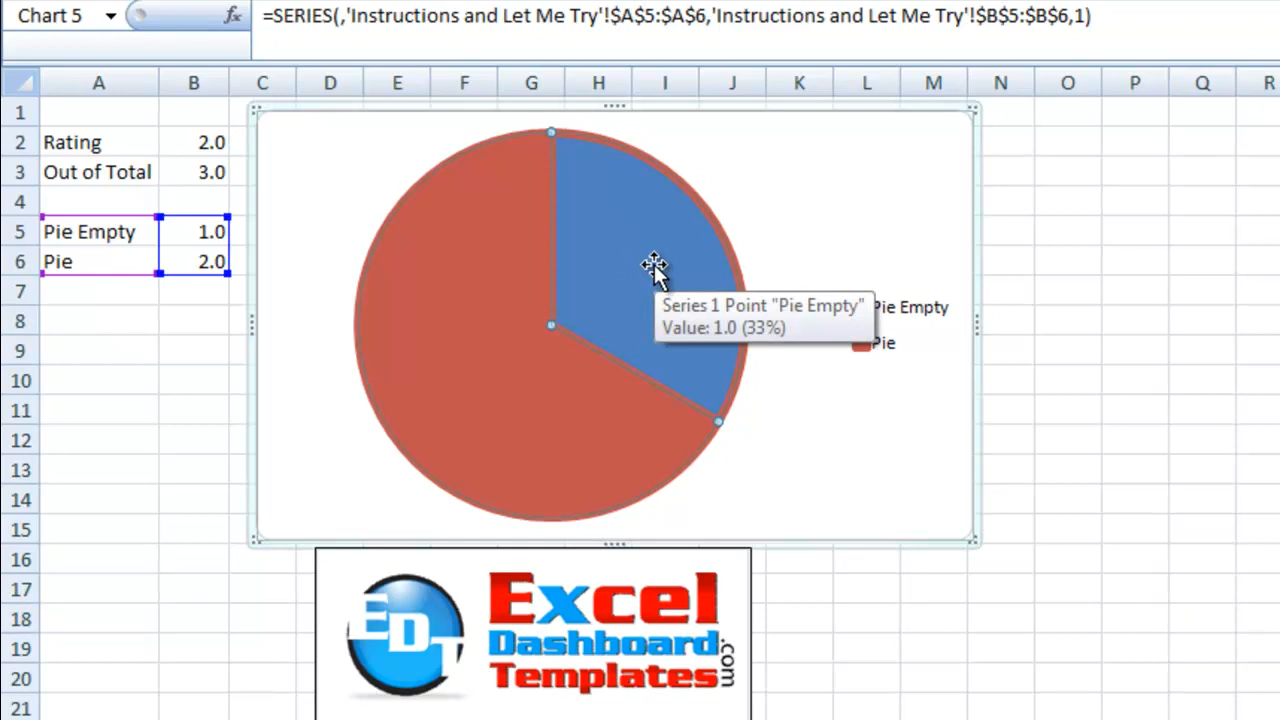 Chart 5
fx
=SERIES(,'Instructions and Let Me Try'!$A$5:$A$6,'Instructions and Let Me Try'!$B$5:$B$6,1)
A B C D E F G H I J K L M N O P Q R
1
2 Rating 2.0
3 Out of Total 3.0
4
5 Pie Empty 1.0
6 Pie 2.0
7
8
9
10
11
12
13
14
15
16
17
18
19
20
21
Series 1 Point "Pie Empty"
Value: 1.0 (33%)
Pie Empty
Pie
EDT
Excel
Dashboard
Templates
.com